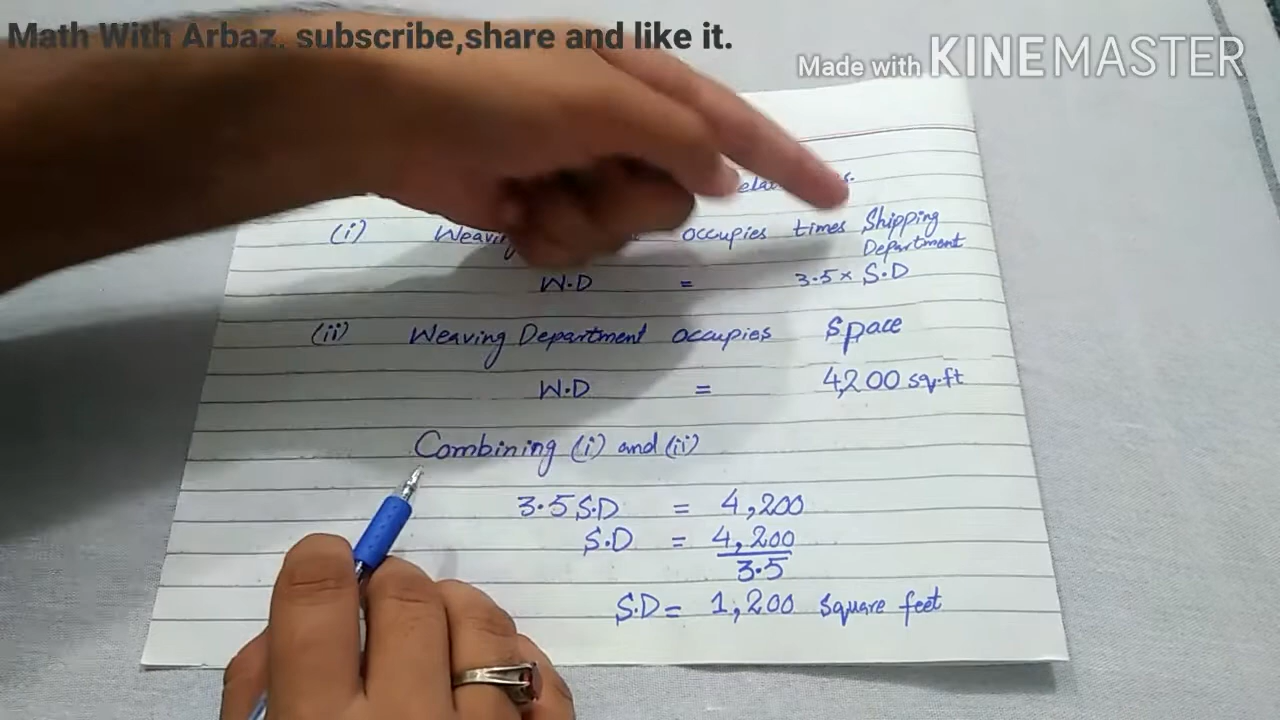 Math With Arbaz. subscribe,share and like it.
Made with KINEMASTER
(i) occupies times Shipping
Department
W.D = 3.5 x S.D
(ii) Weaving Department occupies Space
W.D = 4,200 sq.ft
Combining (i) and (ii)
3.5 S.D = 4,200
S.D = 4,200
3.5
S.D = 1,200 square feet